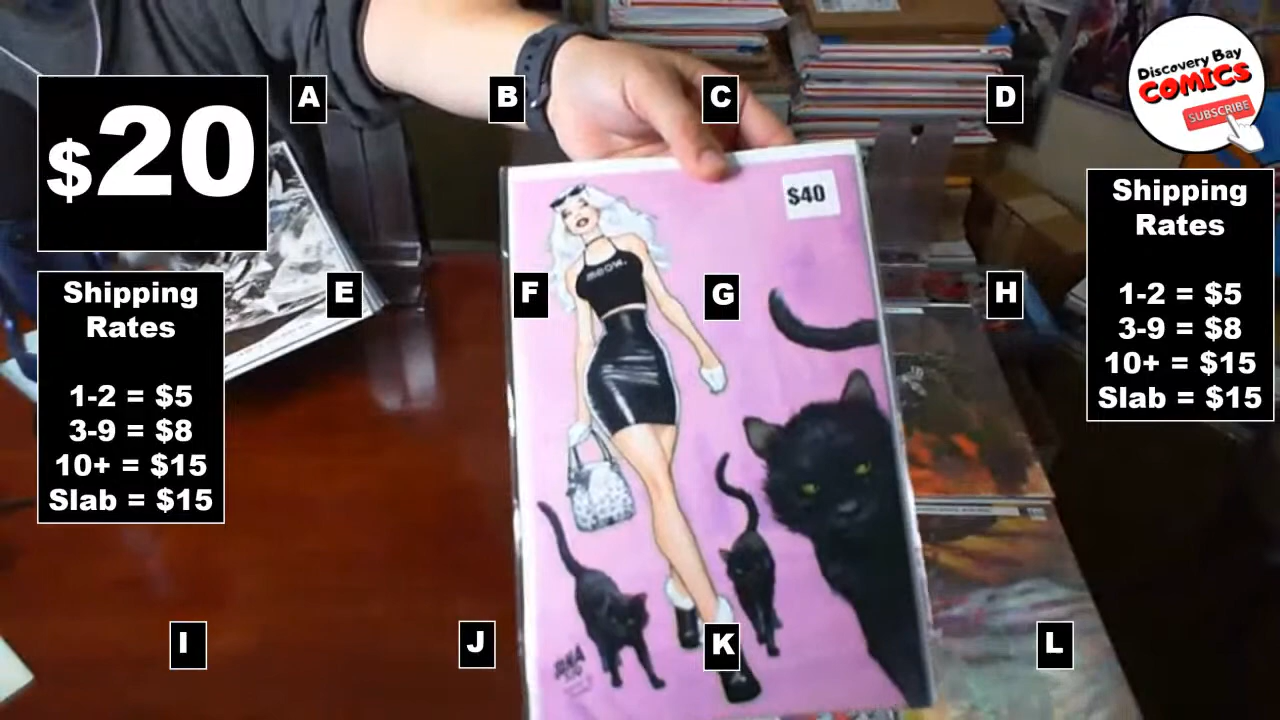 $20
A
B
C
D
Discovery Bay
COMICS
SUBSCRIBE
$40
meow.
Shipping
Rates
1-2 = $5
3-9 = $8
10+ = $15
Slab = $15
E
F
G
H
Shipping
Rates
1-2 = $5
3-9 = $8
10+ = $15
Slab = $15
I
J
K
L